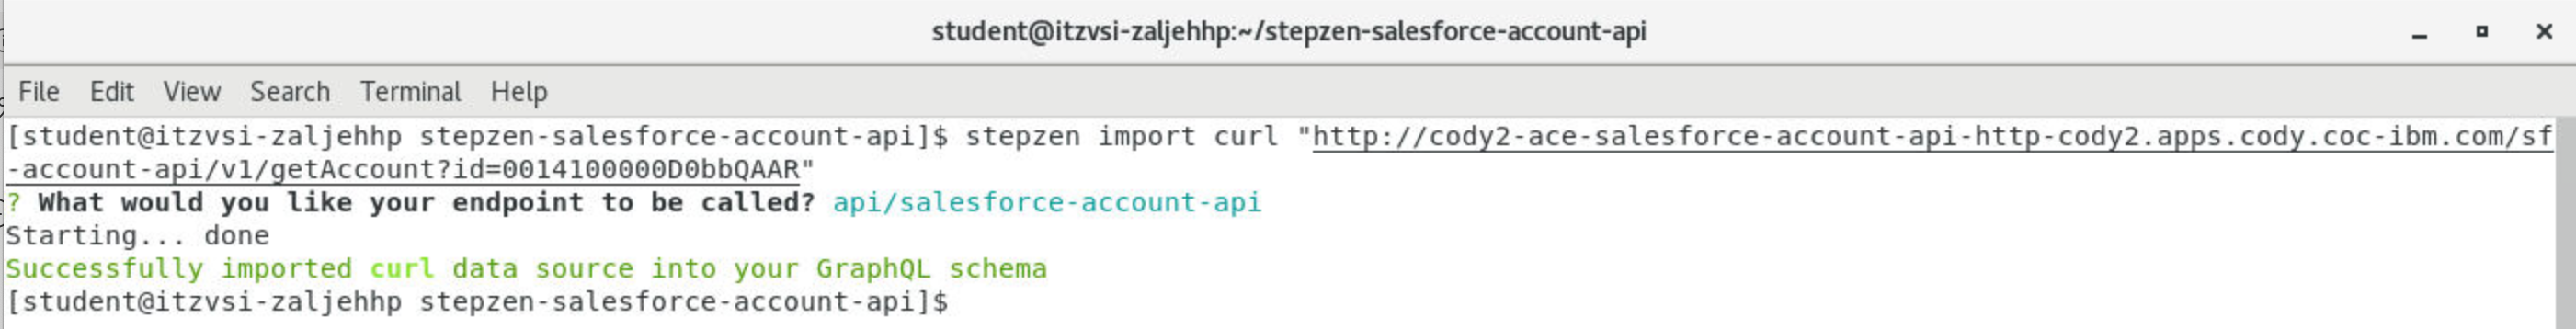 student@itzvsi-zaljehhp:~/stepzen-salesforce-account-api
File Edit View Search Terminal Help
[student@itzvsi-zaljehhp stepzen-salesforce-account-api]$ stepzen import curl "http://cody2-ace-salesforce-account-api-http-cody2.apps.cody.coc-ibm.com/sf
-account-api/v1/getAccount?id=0014100000D0bbQAAR"
? What would you like your endpoint to be called? api/salesforce-account-api
Starting... done
Successfully imported curl data source into your GraphQL schema
[student@itzvsi-zaljehhp stepzen-salesforce-account-api]$